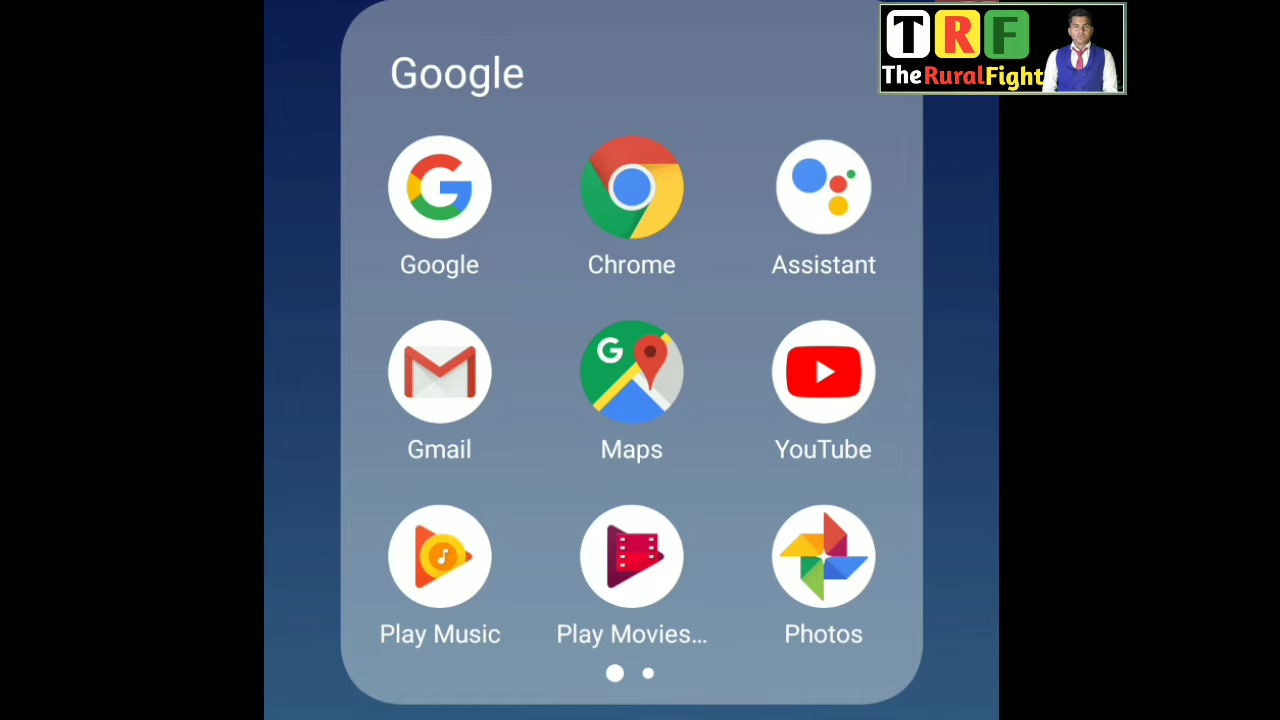 Google
TRF
TheRuralFight
Google
Chrome
Assistant
Gmail
Maps
YouTube
Play Music
Play Movies...
Photos